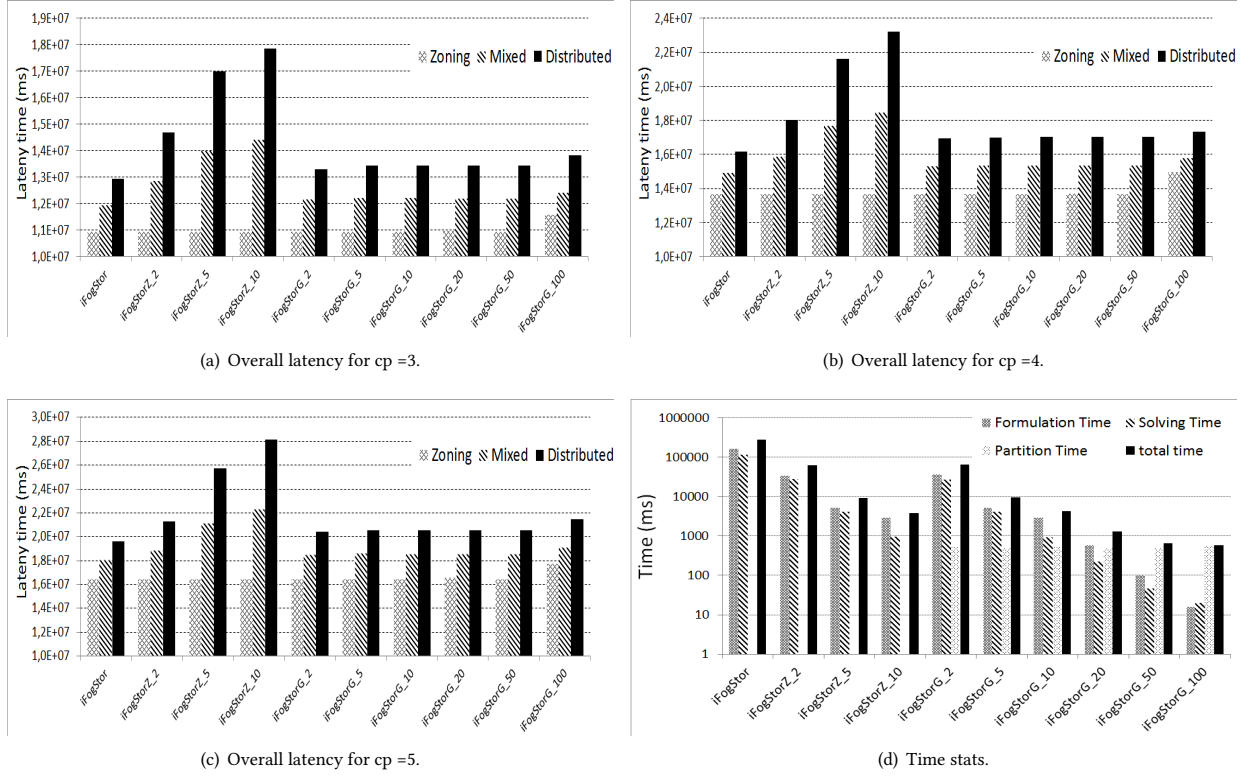 1,9E+07
1,8E+07
1,7E+07
1,6E+07
1,5E+07
1,4E+07
1,3E+07
1,2E+07
1,1E+07
1,0E+07
Lateny time (ms)
Zoning Mixed Distributed
iFogStor
iFogStorZ_2
iFogStorZ_5
iFogStorZ_10
iFogStorG_2
iFogStorG_5
iFogStorG_10
iFogStorG_20
iFogStorG_50
iFogStorG_100
(a) Overall latency for cp =3.
2,4E+07
2,2E+07
2,0E+07
1,8E+07
1,6E+07
1,4E+07
1,2E+07
1,0E+07
Lateny time (ms)
Zoning Mixed Distributed
iFogStor
iFogStorZ_2
iFogStorZ_5
iFogStorZ_10
iFogStorG_2
iFogStorG_5
iFogStorG_10
iFogStorG_20
iFogStorG_50
iFogStorG_100
(b) Overall latency for cp =4.
3,0E+07
2,8E+07
2,6E+07
2,4E+07
2,2E+07
2,0E+07
1,8E+07
1,6E+07
1,4E+07
1,2E+07
1,0E+07
Lateny time (ms)
Zoning Mixed Distributed
iFogStor
iFogStorZ_2
iFogStorZ_5
iFogStorZ_10
iFogStorG_2
iFogStorG_5
iFogStorG_10
iFogStorG_20
iFogStorG_50
iFogStorG_100
(c) Overall latency for cp =5.
1000000
100000
10000
1000
100
10
1
Time (ms)
Formulation Time Solving Time
Partition Time total time
iFogStor
iFogStorZ_2
iFogStorZ_5
iFogStorZ_10
iFogStorG_2
iFogStorG_5
iFogStorG_10
iFogStorG_20
iFogStorG_50
iFogStorG_100
(d) Time stats.